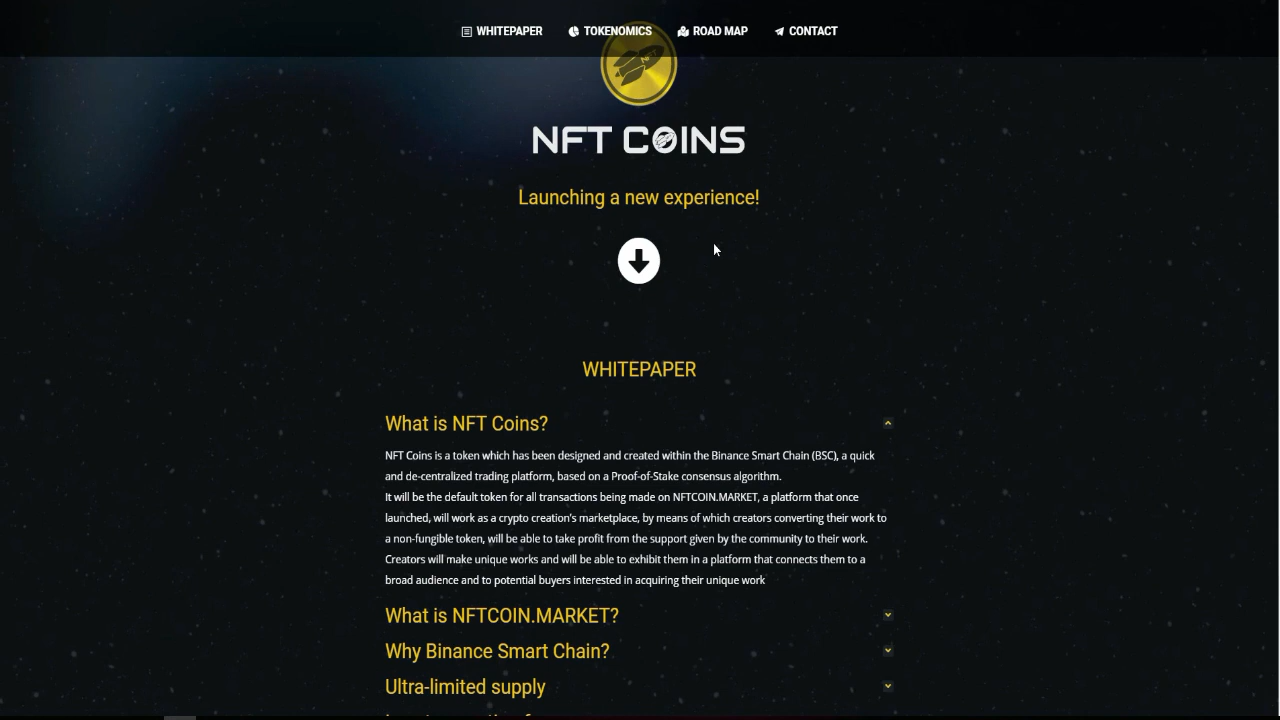 WHITEPAPER TOKENOMICS ROAD MAP CONTACT
NFT COINS
Launching a new experience!
WHITEPAPER
What is NFT Coins?
NFT Coins is a token which has been designed and created within the Binance Smart Chain (BSC), a quick
and de-centralized trading platform, based on a Proof-of-Stake consensus algorithm.
It will be the default token for all transactions being made on NFTCOIN.MARKET, a platform that once
launched, will work as a crypto creation's marketplace, by means of which creators converting their work to
a non-fungible token, will be able to take profit from the support given by the community to their work.
Creators will make unique works and will be able to exhibit them in a platform that connects them to a
broad audience and to potential buyers interested in acquiring their unique work
What is NFTCOIN.MARKET?
Why Binance Smart Chain?
Ultra-limited supply